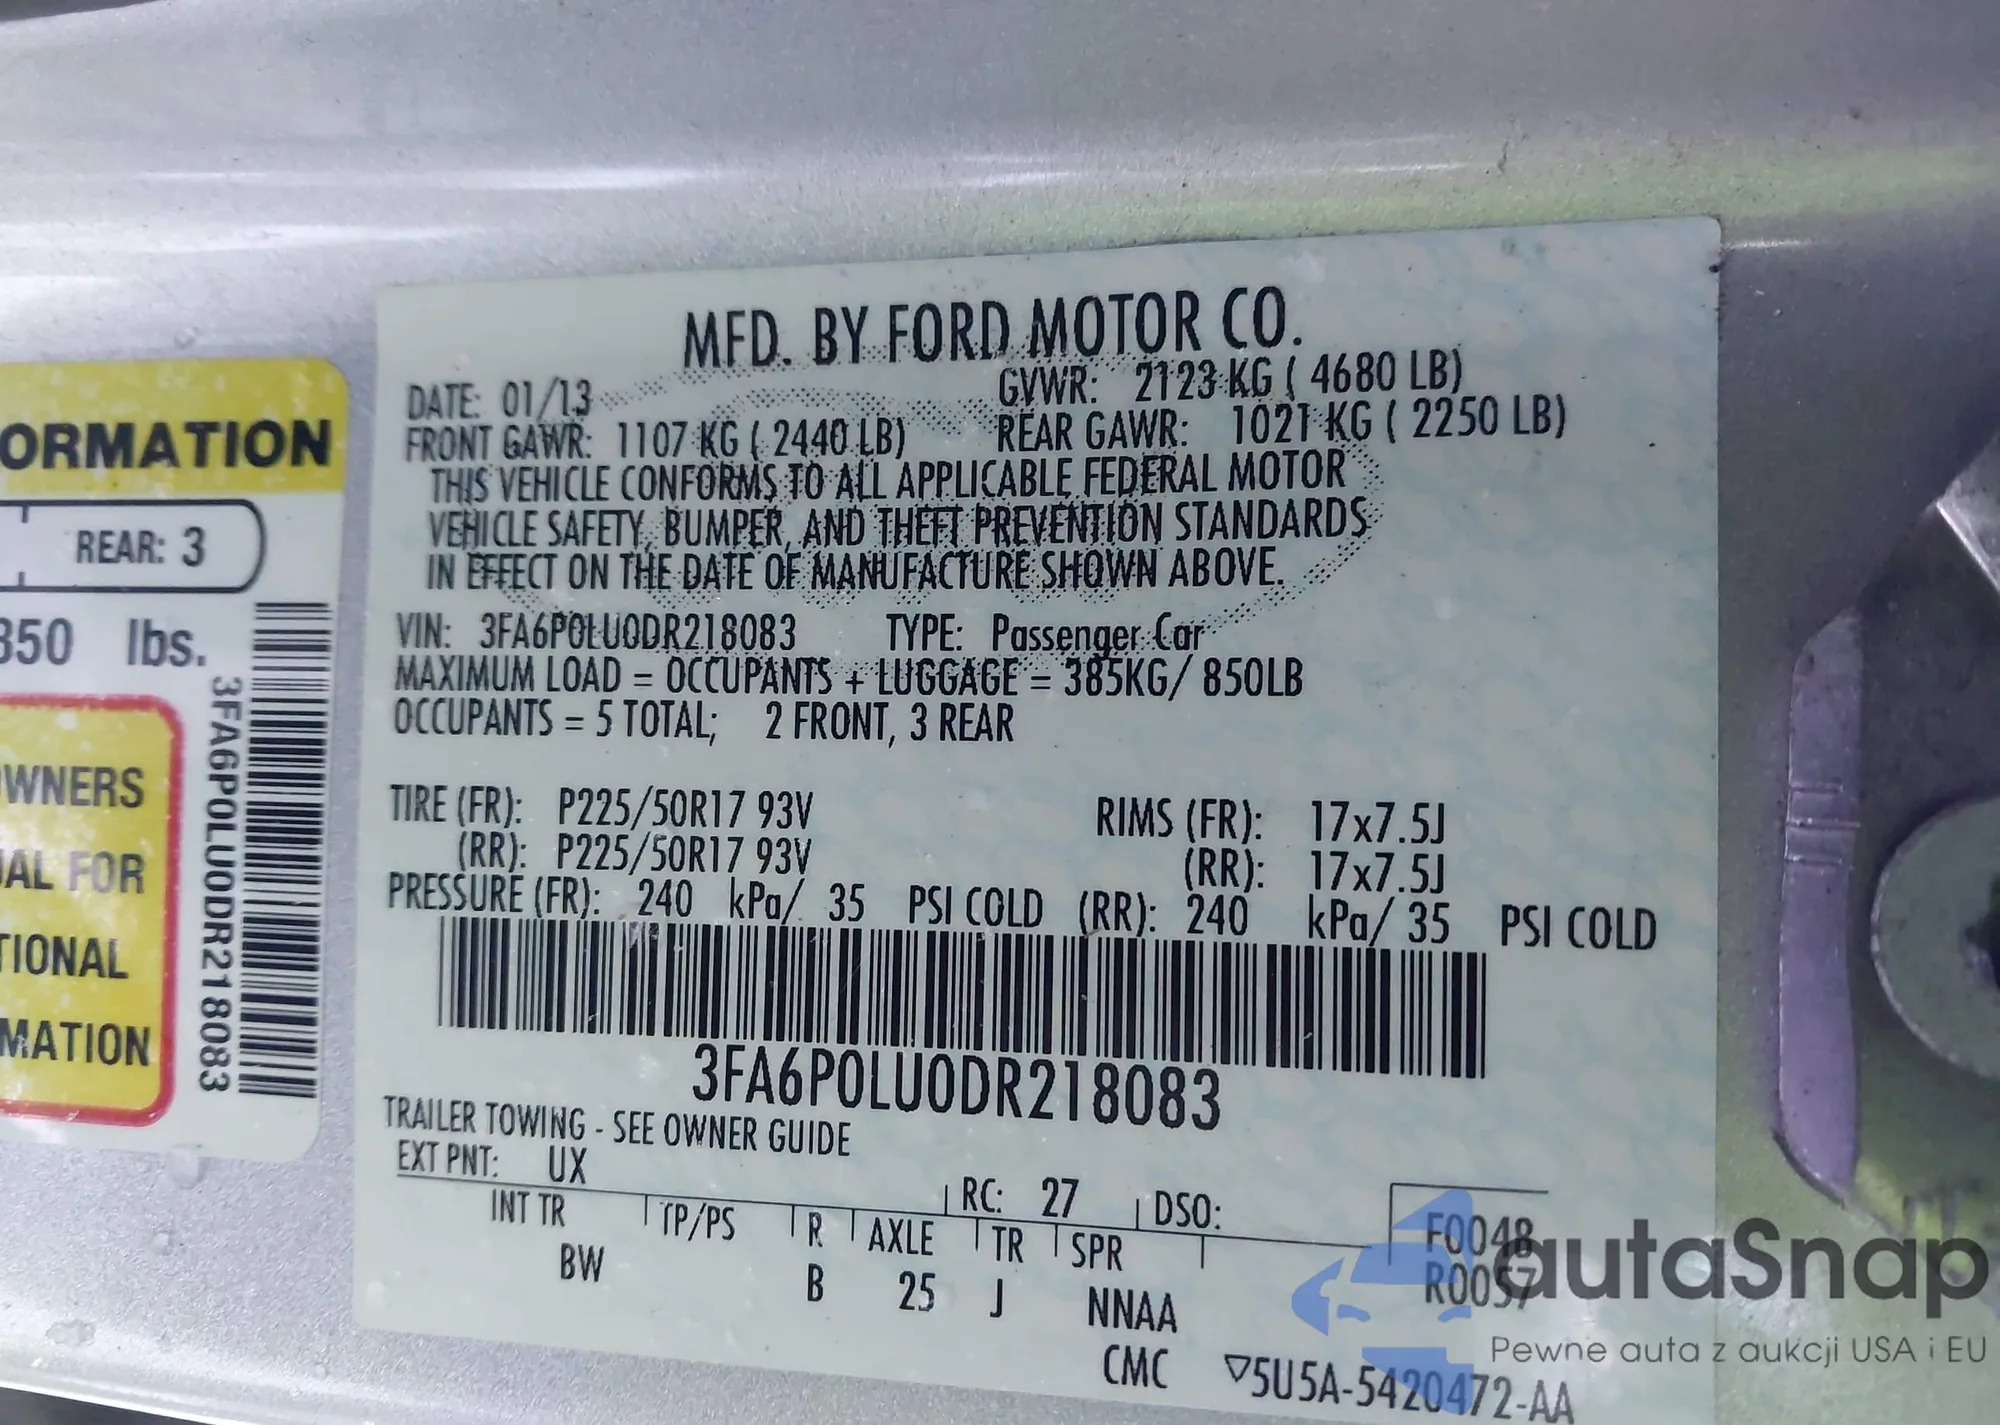 ORMATION
REAR: 3
350 lbs.
WNERS
AL FOR
TIONAL
MATION
3FA6P0LU0DR218083
MFD. BY FORD MOTOR CO.
DATE: 01/13 GVWR: 2123 KG ( 4680 LB)
FRONT GAWR: 1107 KG ( 2440 LB) REAR GAWR: 1021 KG ( 2250 LB)
THIS VEHICLE CONFORMS TO ALL APPLICABLE FEDERAL MOTOR
VEHICLE SAFETY, BUMPER, AND THEFT PREVENTION STANDARDS
IN EFFECT ON THE DATE OF MANUFACTURE SHOWN ABOVE.
VIN: 3FA6P0LU0DR218083 TYPE: Passenger Car
MAXIMUM LOAD = OCCUPANTS + LUGGAGE = 385KG/ 850LB
OCCUPANTS = 5 TOTAL; 2 FRONT, 3 REAR
TIRE (FR): P225/50R17 93V RIMS (FR): 17x7.5J
(RR): P225/50R17 93V (RR): 17x7.5J
PRESSURE (FR): 240 kPa/ 35 PSI COLD (RR): 240 kPa/ 35 PSI COLD
3FA6P0LU0DR218083
TRAILER TOWING - SEE OWNER GUIDE
EXT PNT: UX RC: 27 DSO:
INT TR TP/PS R AXLE TR SPR F0048
BW B 25 J NNAA R0057
CMC ▽5U5A-5420472-AA
autaSnap
Pewne auta z aukcji USA i EU